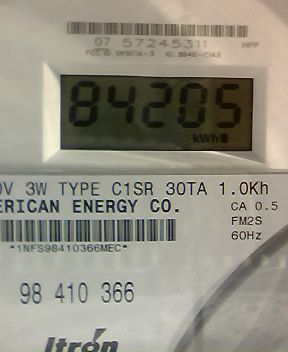 07 57245311
84205
kWh
0V 3W TYPE C1SR 30TA 1.0Kh
ERICAN ENERGY CO.
CA 0.5
FM2S
60Hz
*1NFS98410366MEC*
98 410 366
Itron